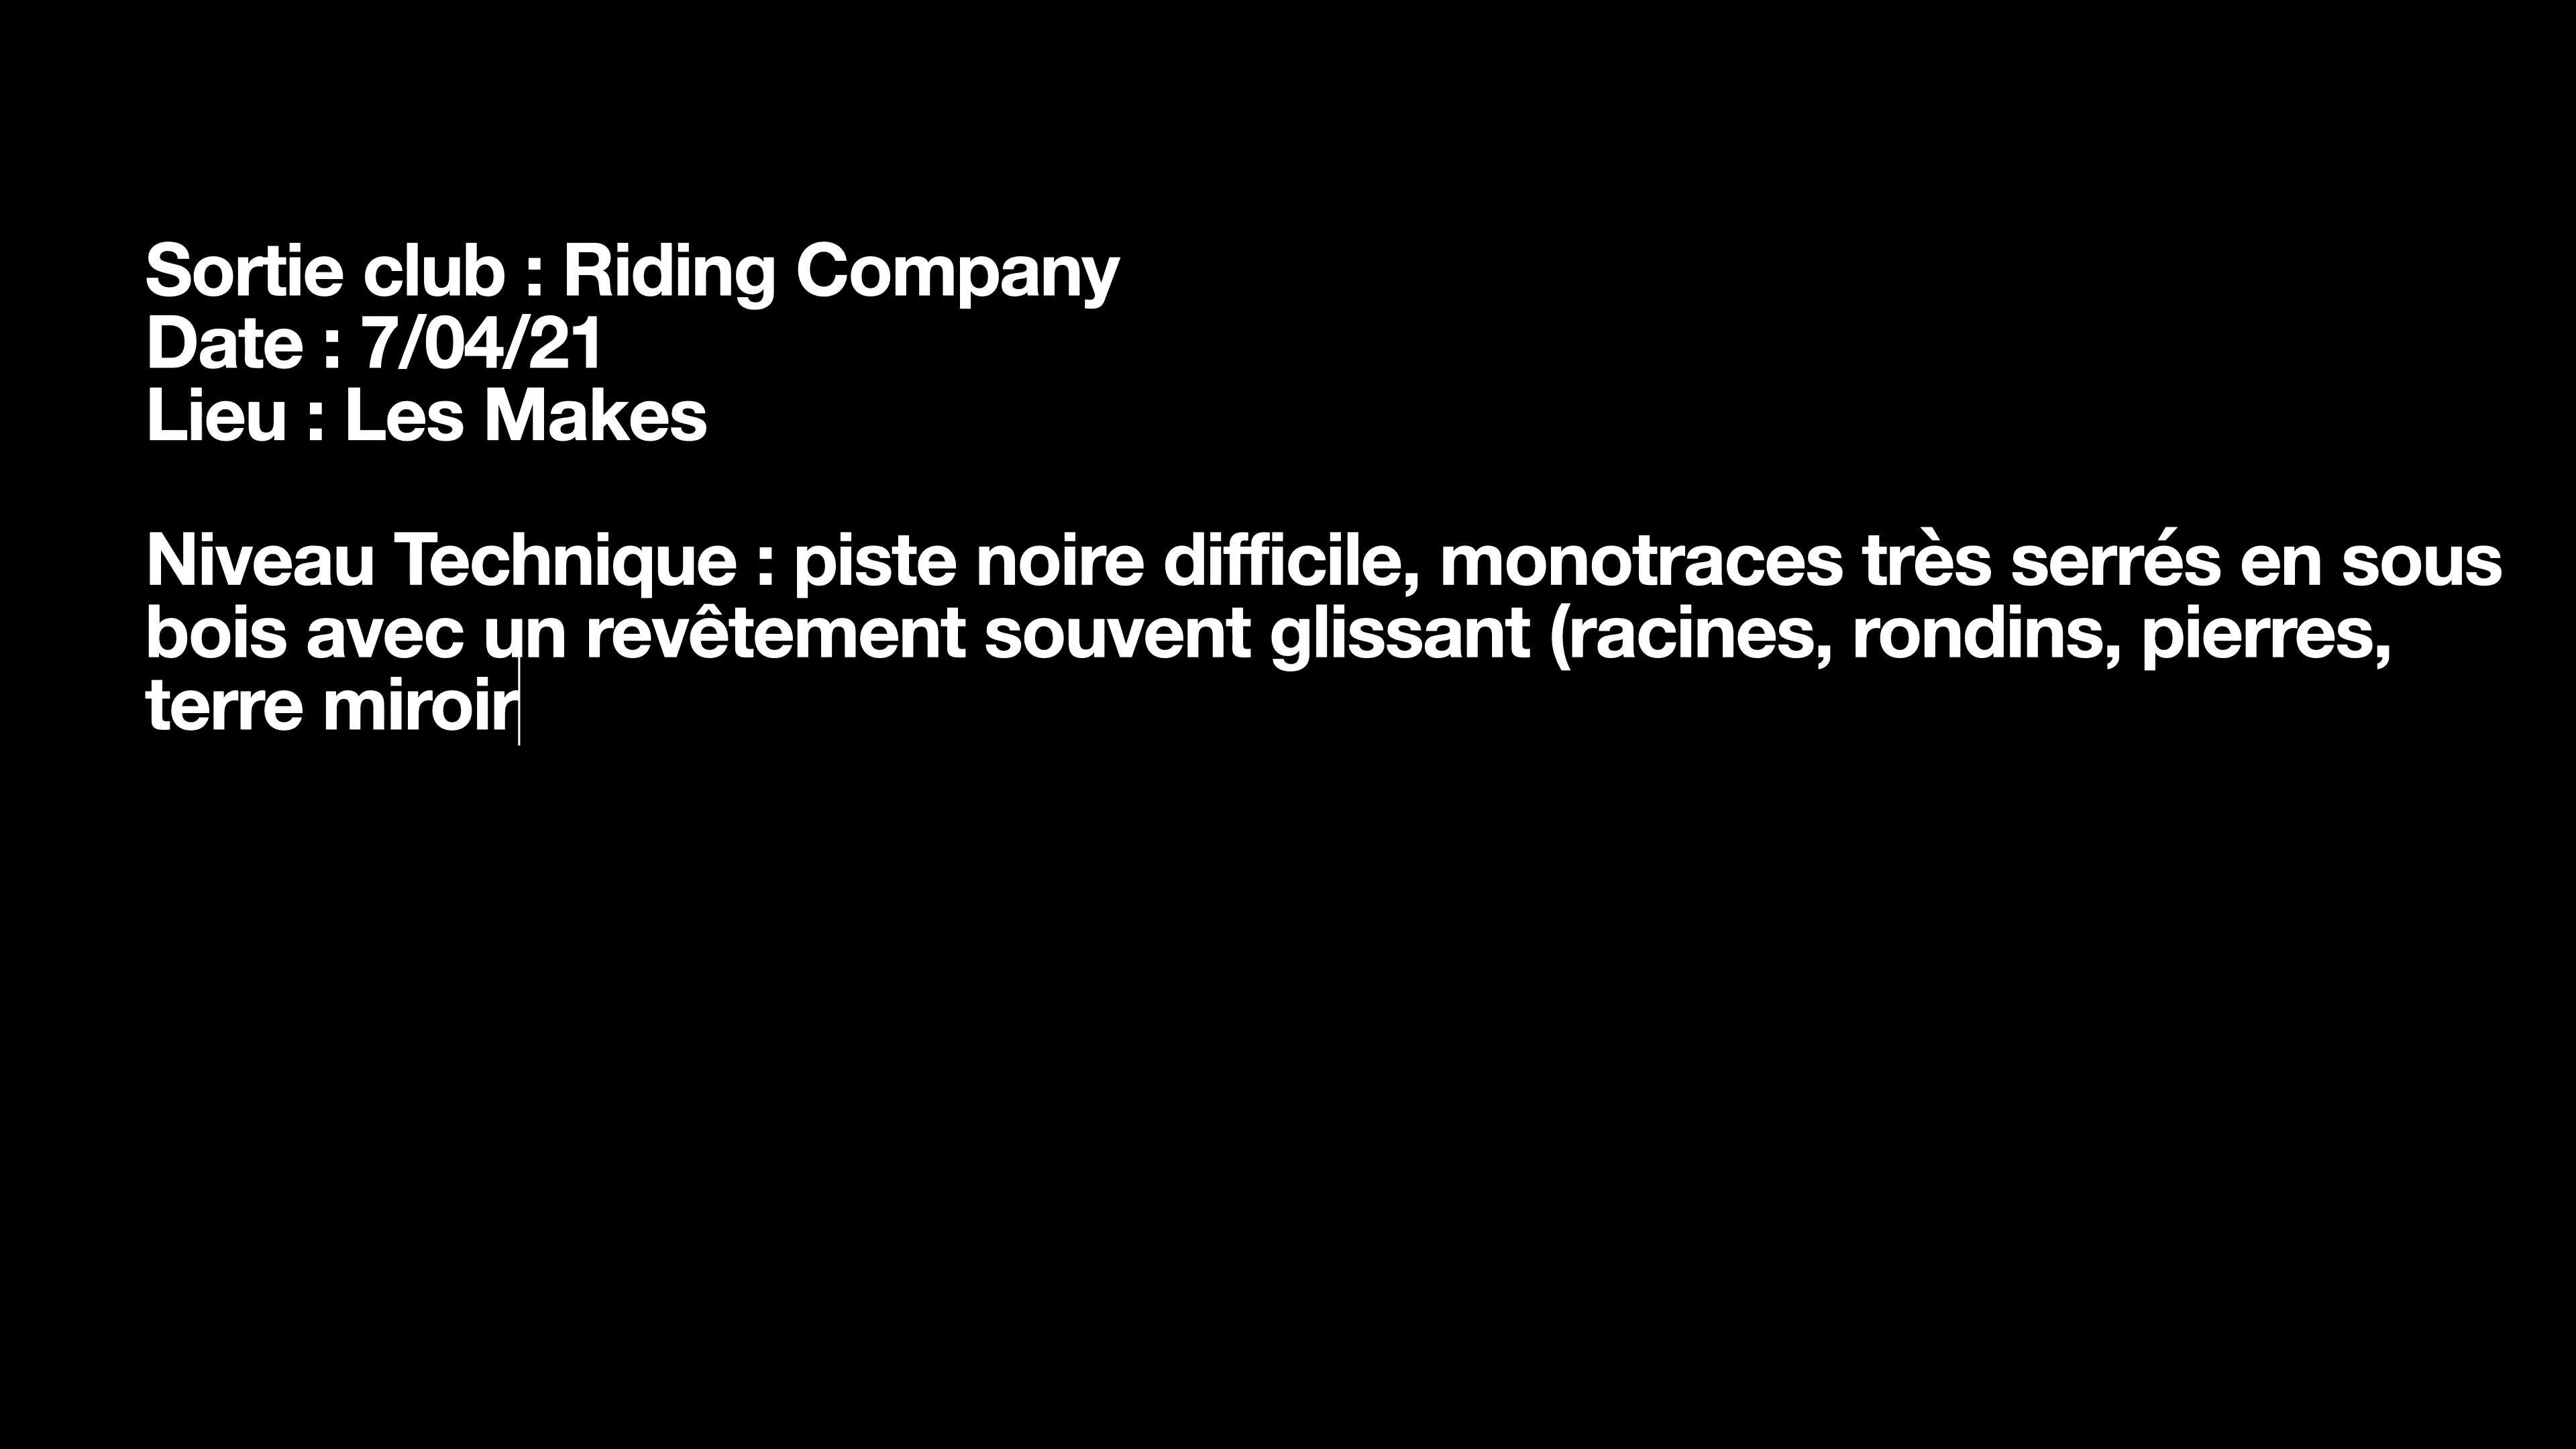 Sortie club : Riding Company
Date : 7/04/21
Lieu : Les Makes
Niveau Technique : piste noire difficile, monotraces très serrés en sous
bois avec un revêtement souvent glissant (racines, rondins, pierres,
terre miroir